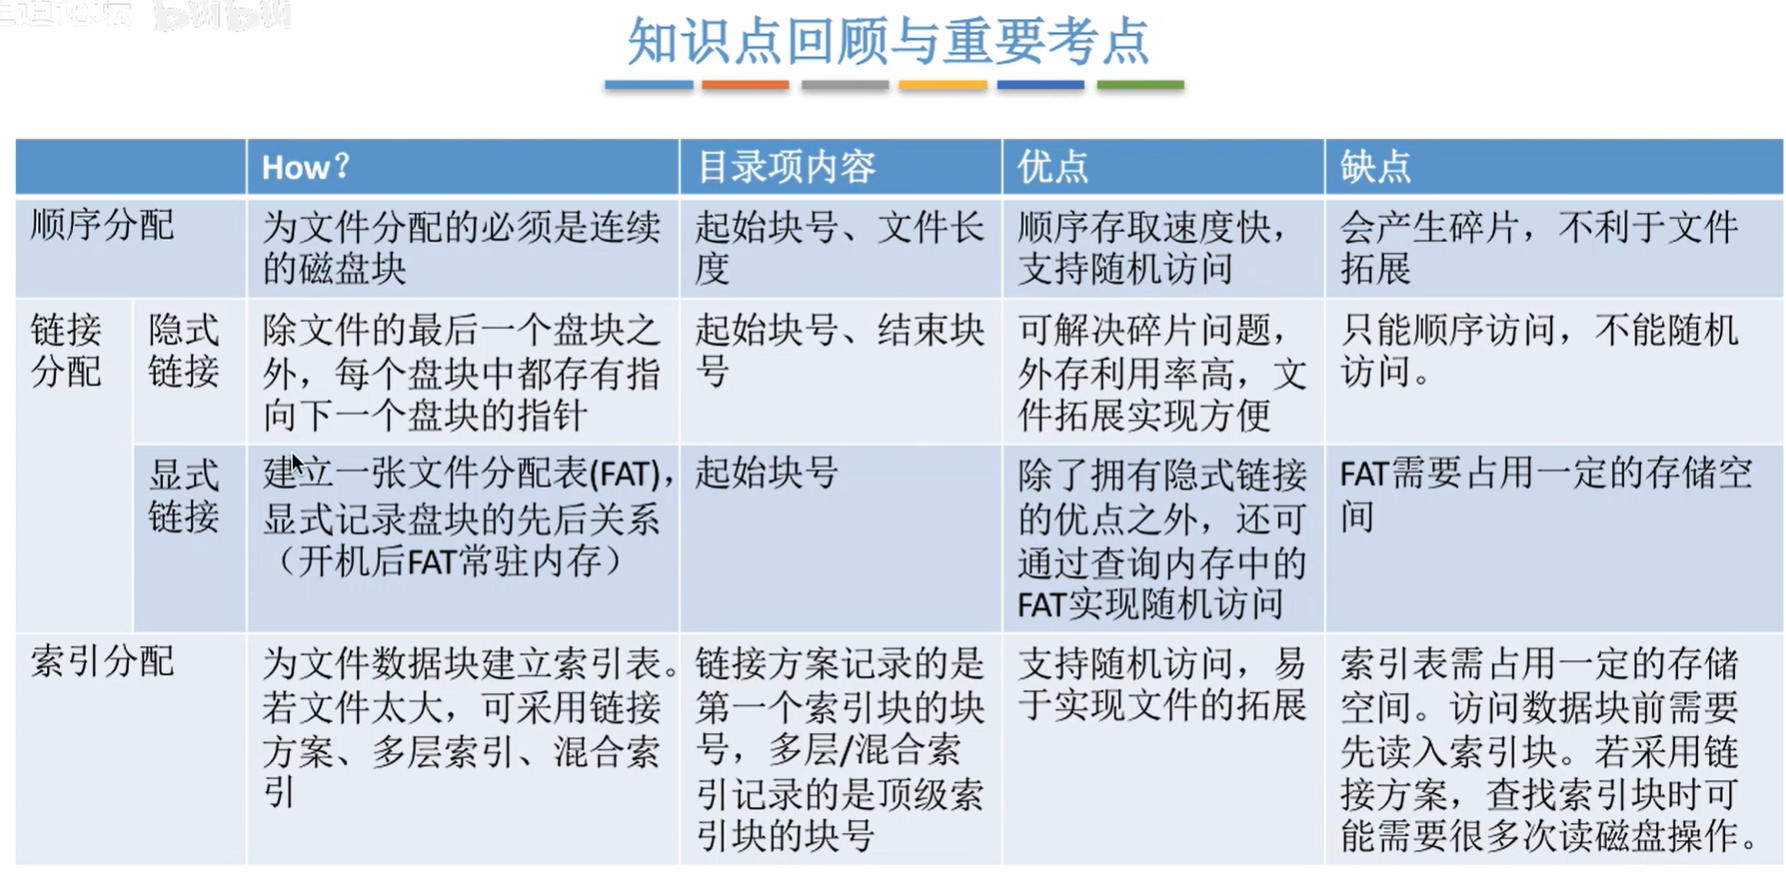 王道论坛 bilibili
知识点回顾与重要考点
How? 目录项内容 优点 缺点
顺序分配
为文件分配的必须是连续
的磁盘块
起始块号、文件长
度
顺序存取速度快，
支持随机访问
会产生碎片，不利于文件
拓展
链接
分配
隐式
链接
除文件的最后一个盘块之
外，每个盘块中都存有指
向下一个盘块的指针
起始块号、结束块
号
可解决碎片问题，
外存利用率高，文
件拓展实现方便
只能顺序访问，不能随机
访问。
显式
链接
建立一张文件分配表(FAT)，
显式记录盘块的先后关系
（开机后FAT常驻内存）
起始块号
除了拥有隐式链接
的优点之外，还可
通过查询内存中的
FAT实现随机访问
FAT需要占用一定的存储空
间
索引分配
为文件数据块建立索引表。
若文件太大，可采用链接
方案、多层索引、混合索
引
链接方案记录的是
第一个索引块的块
号，多层/混合索
引记录的是顶级索
引块的块号
支持随机访问，易
于实现文件的拓展
索引表需占用一定的存储
空间。访问数据块前需要
先读入索引块。若采用链
接方案，查找索引块时可
能需要很多次读磁盘操作。